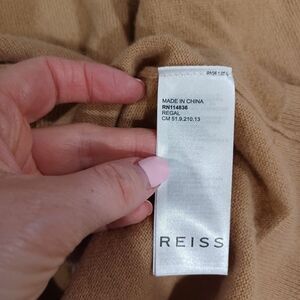 MADE IN CHINA
RN114836
REGAL
CM 51.9.210.13
REISS